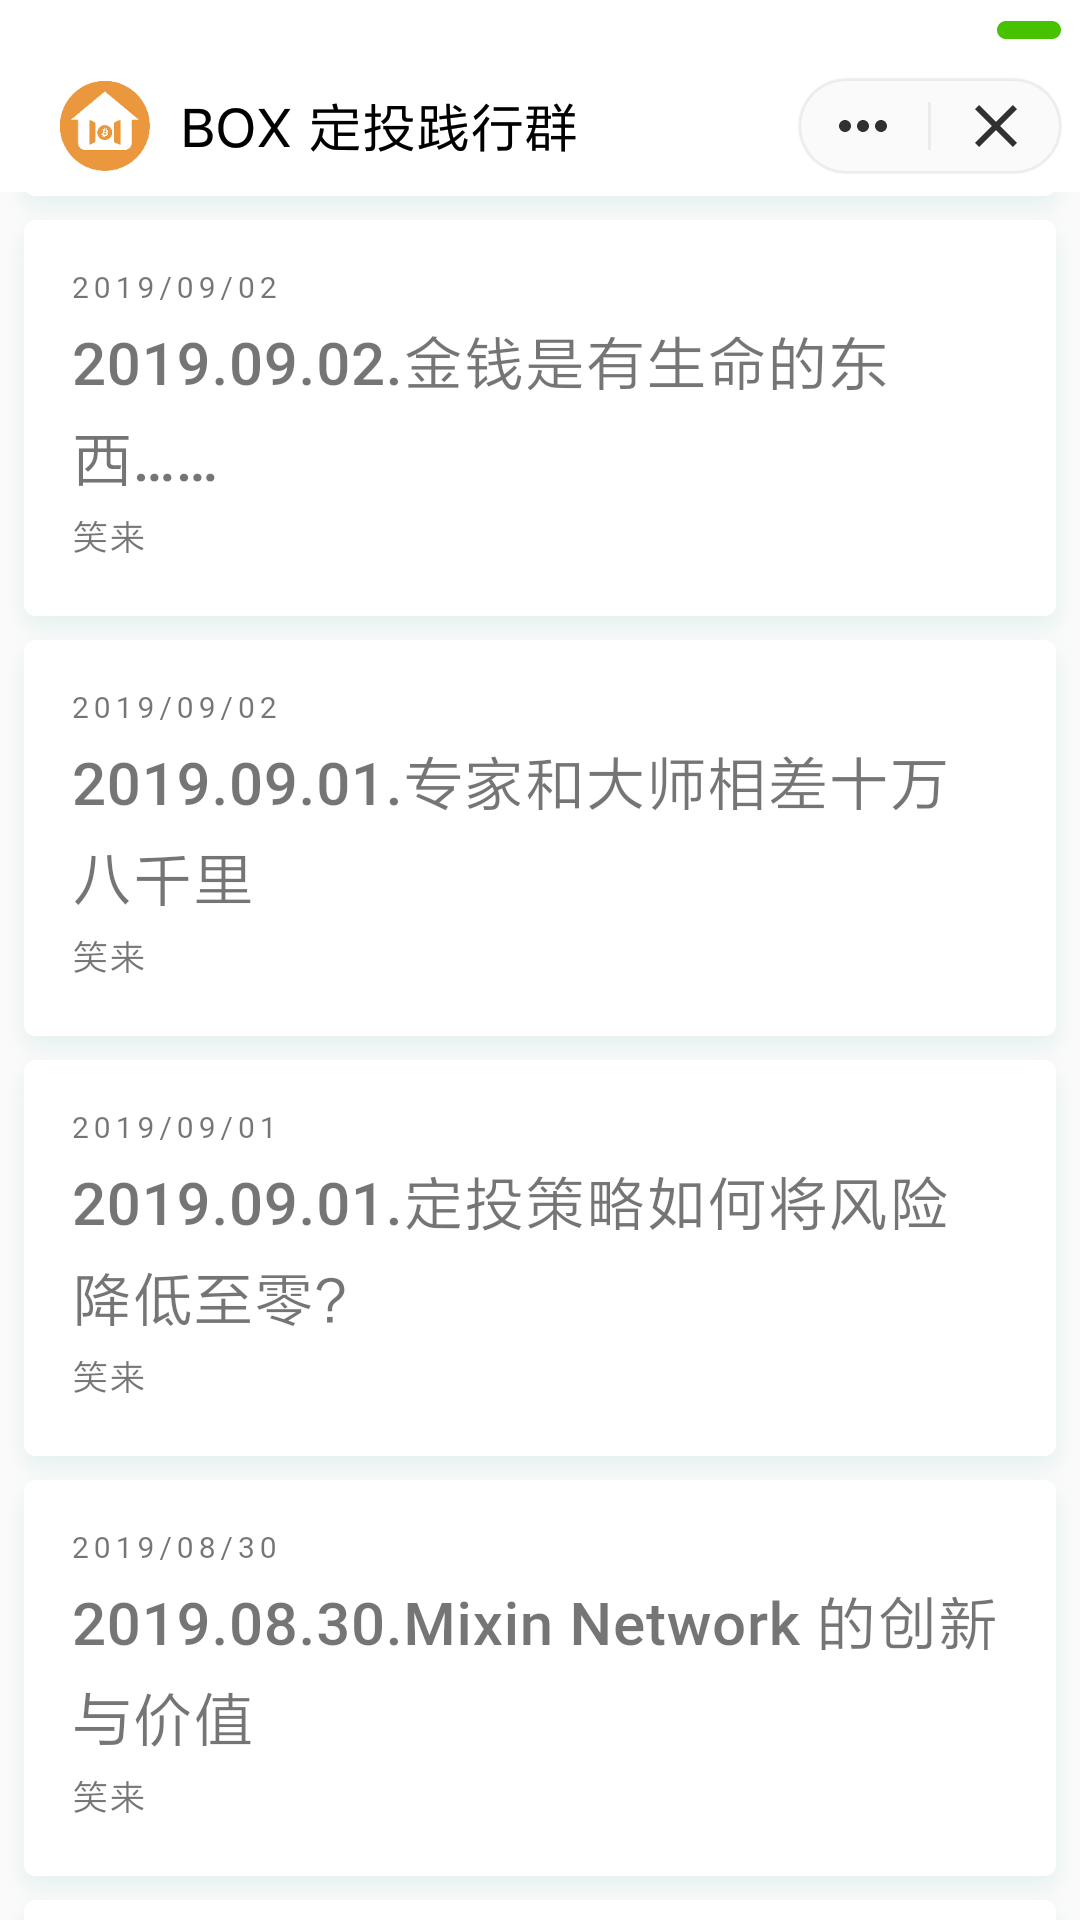 BOX 定投践行群
2019/09/02
2019.09.02.金钱是有生命的东
西……
笑来
2019/09/02
2019.09.01.专家和大师相差十万
八千里
笑来
2019/09/01
2019.09.01.定投策略如何将风险
降低至零?
笑来
2019/08/30
2019.08.30.Mixin Network 的创新
与价值
笑来